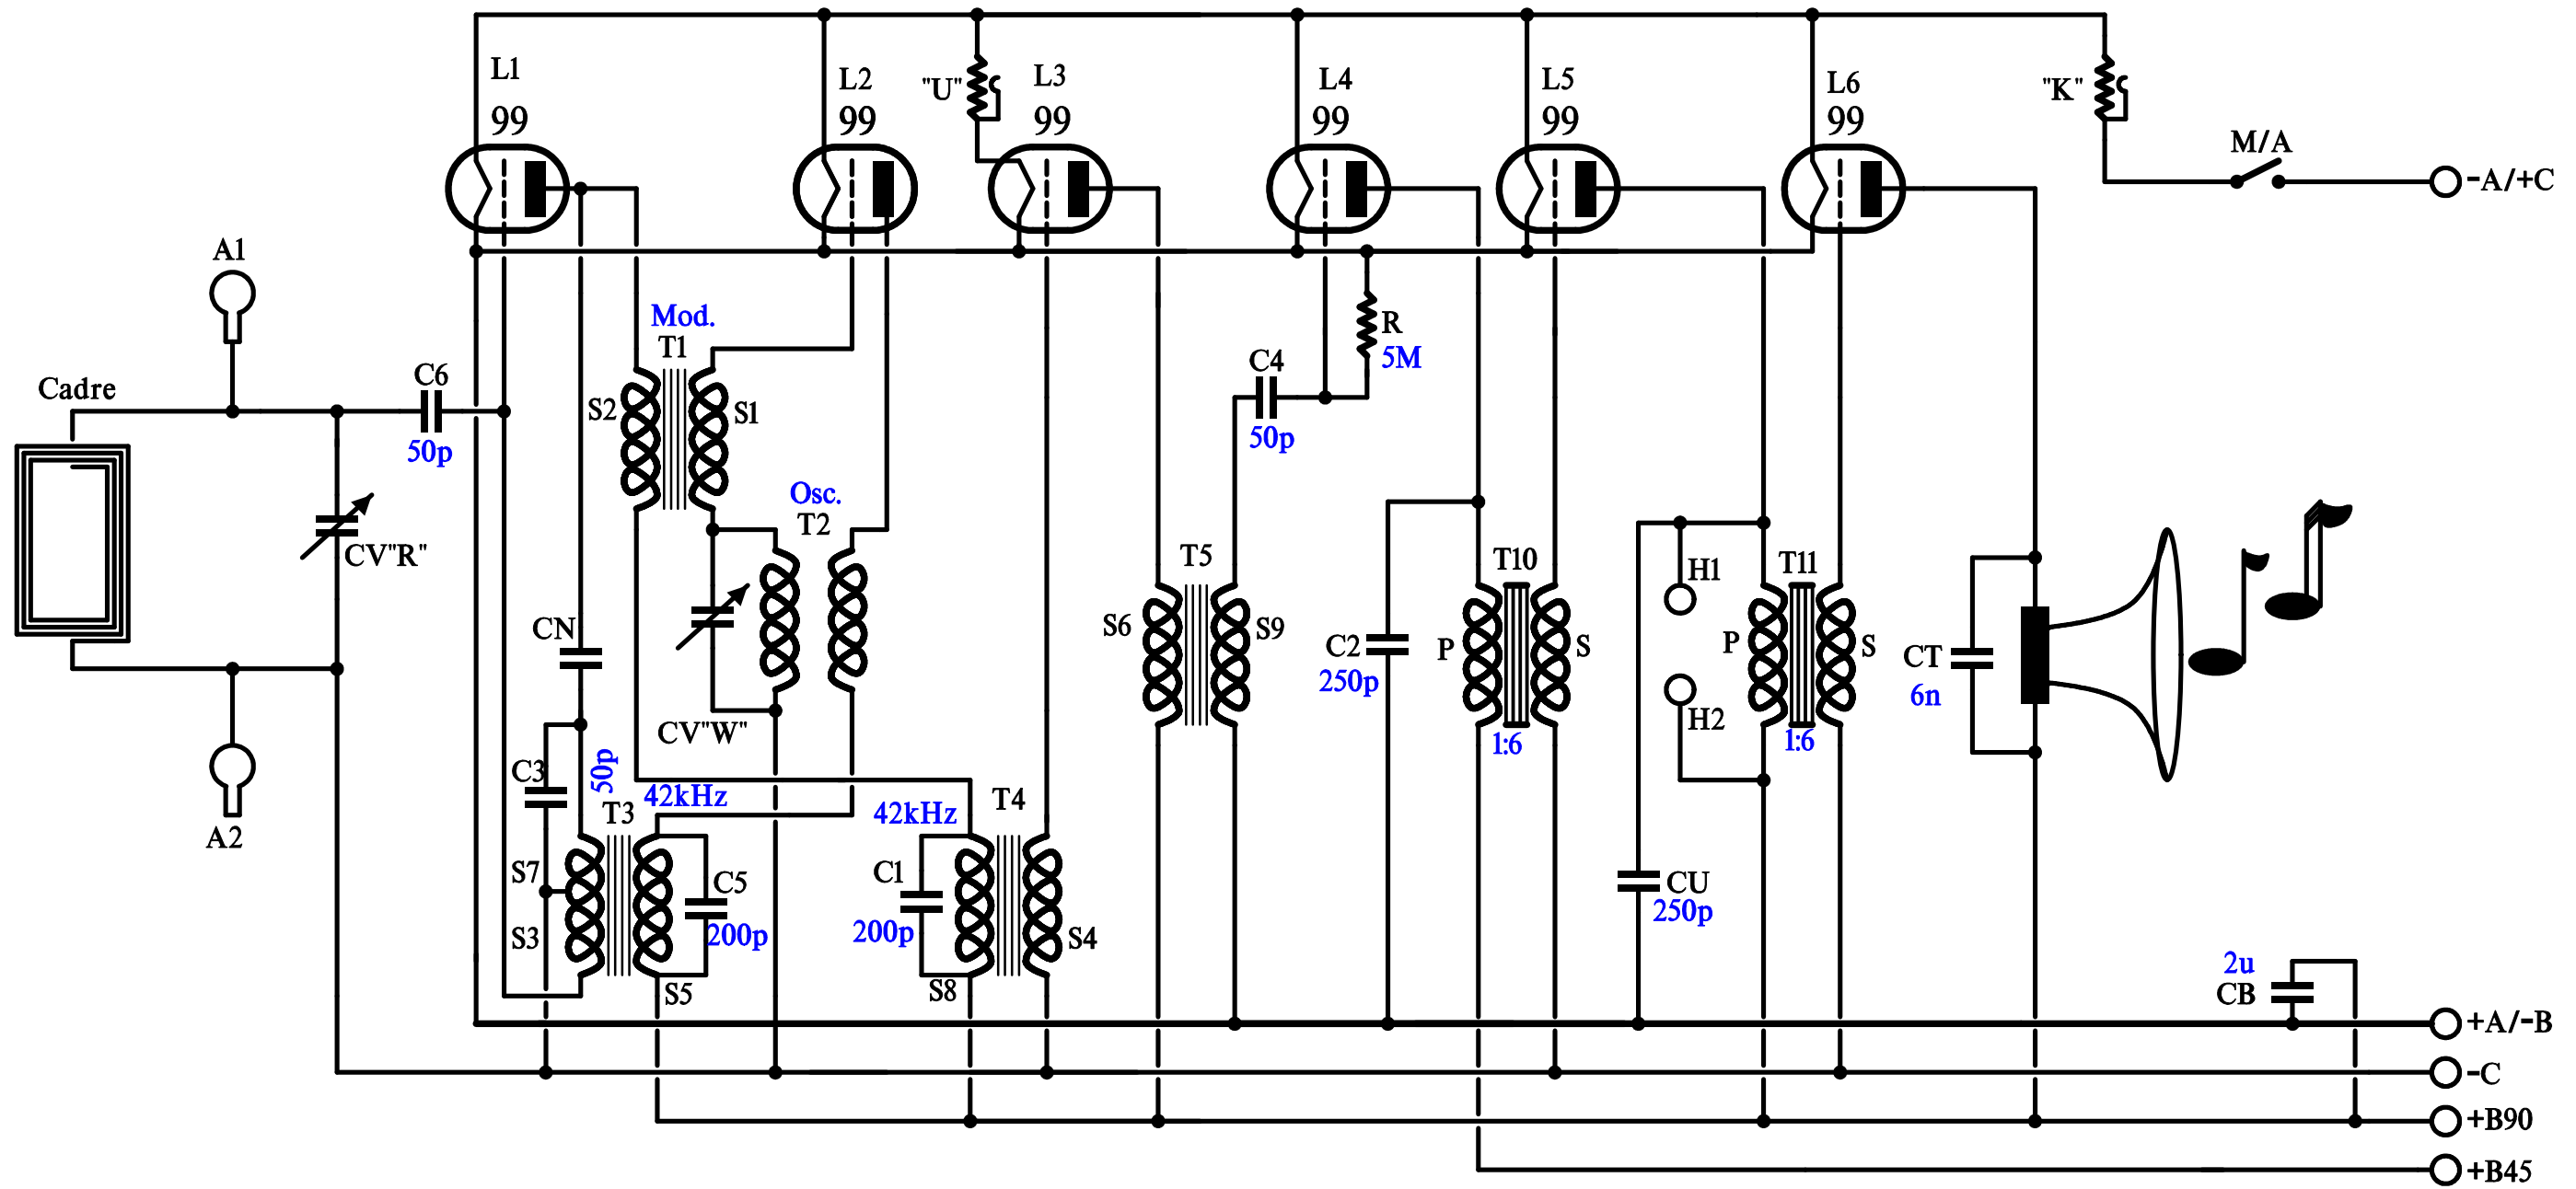 L1
99
L2
99
"U"
L3
99
L4
99
L5
99
L6
99
"K"
M/A
-A/+C
A1
Cadre
C6
50p
CV"R"
A2
Mod.
T1
S2
S1
Osc.
T2
CN
CV"W"
C3
50p
T3
42kHz
S7
S3
C5
200p
S5
42kHz
T4
C1
200p
S8
S4
R
5M
C4
50p
T5
S6
S9
C2
250p
T10
P
S
1:6
H1
H2
T11
P
S
1:6
CU
250p
CT
6n
2u
CB
+A/-B
-C
+B90
+B45